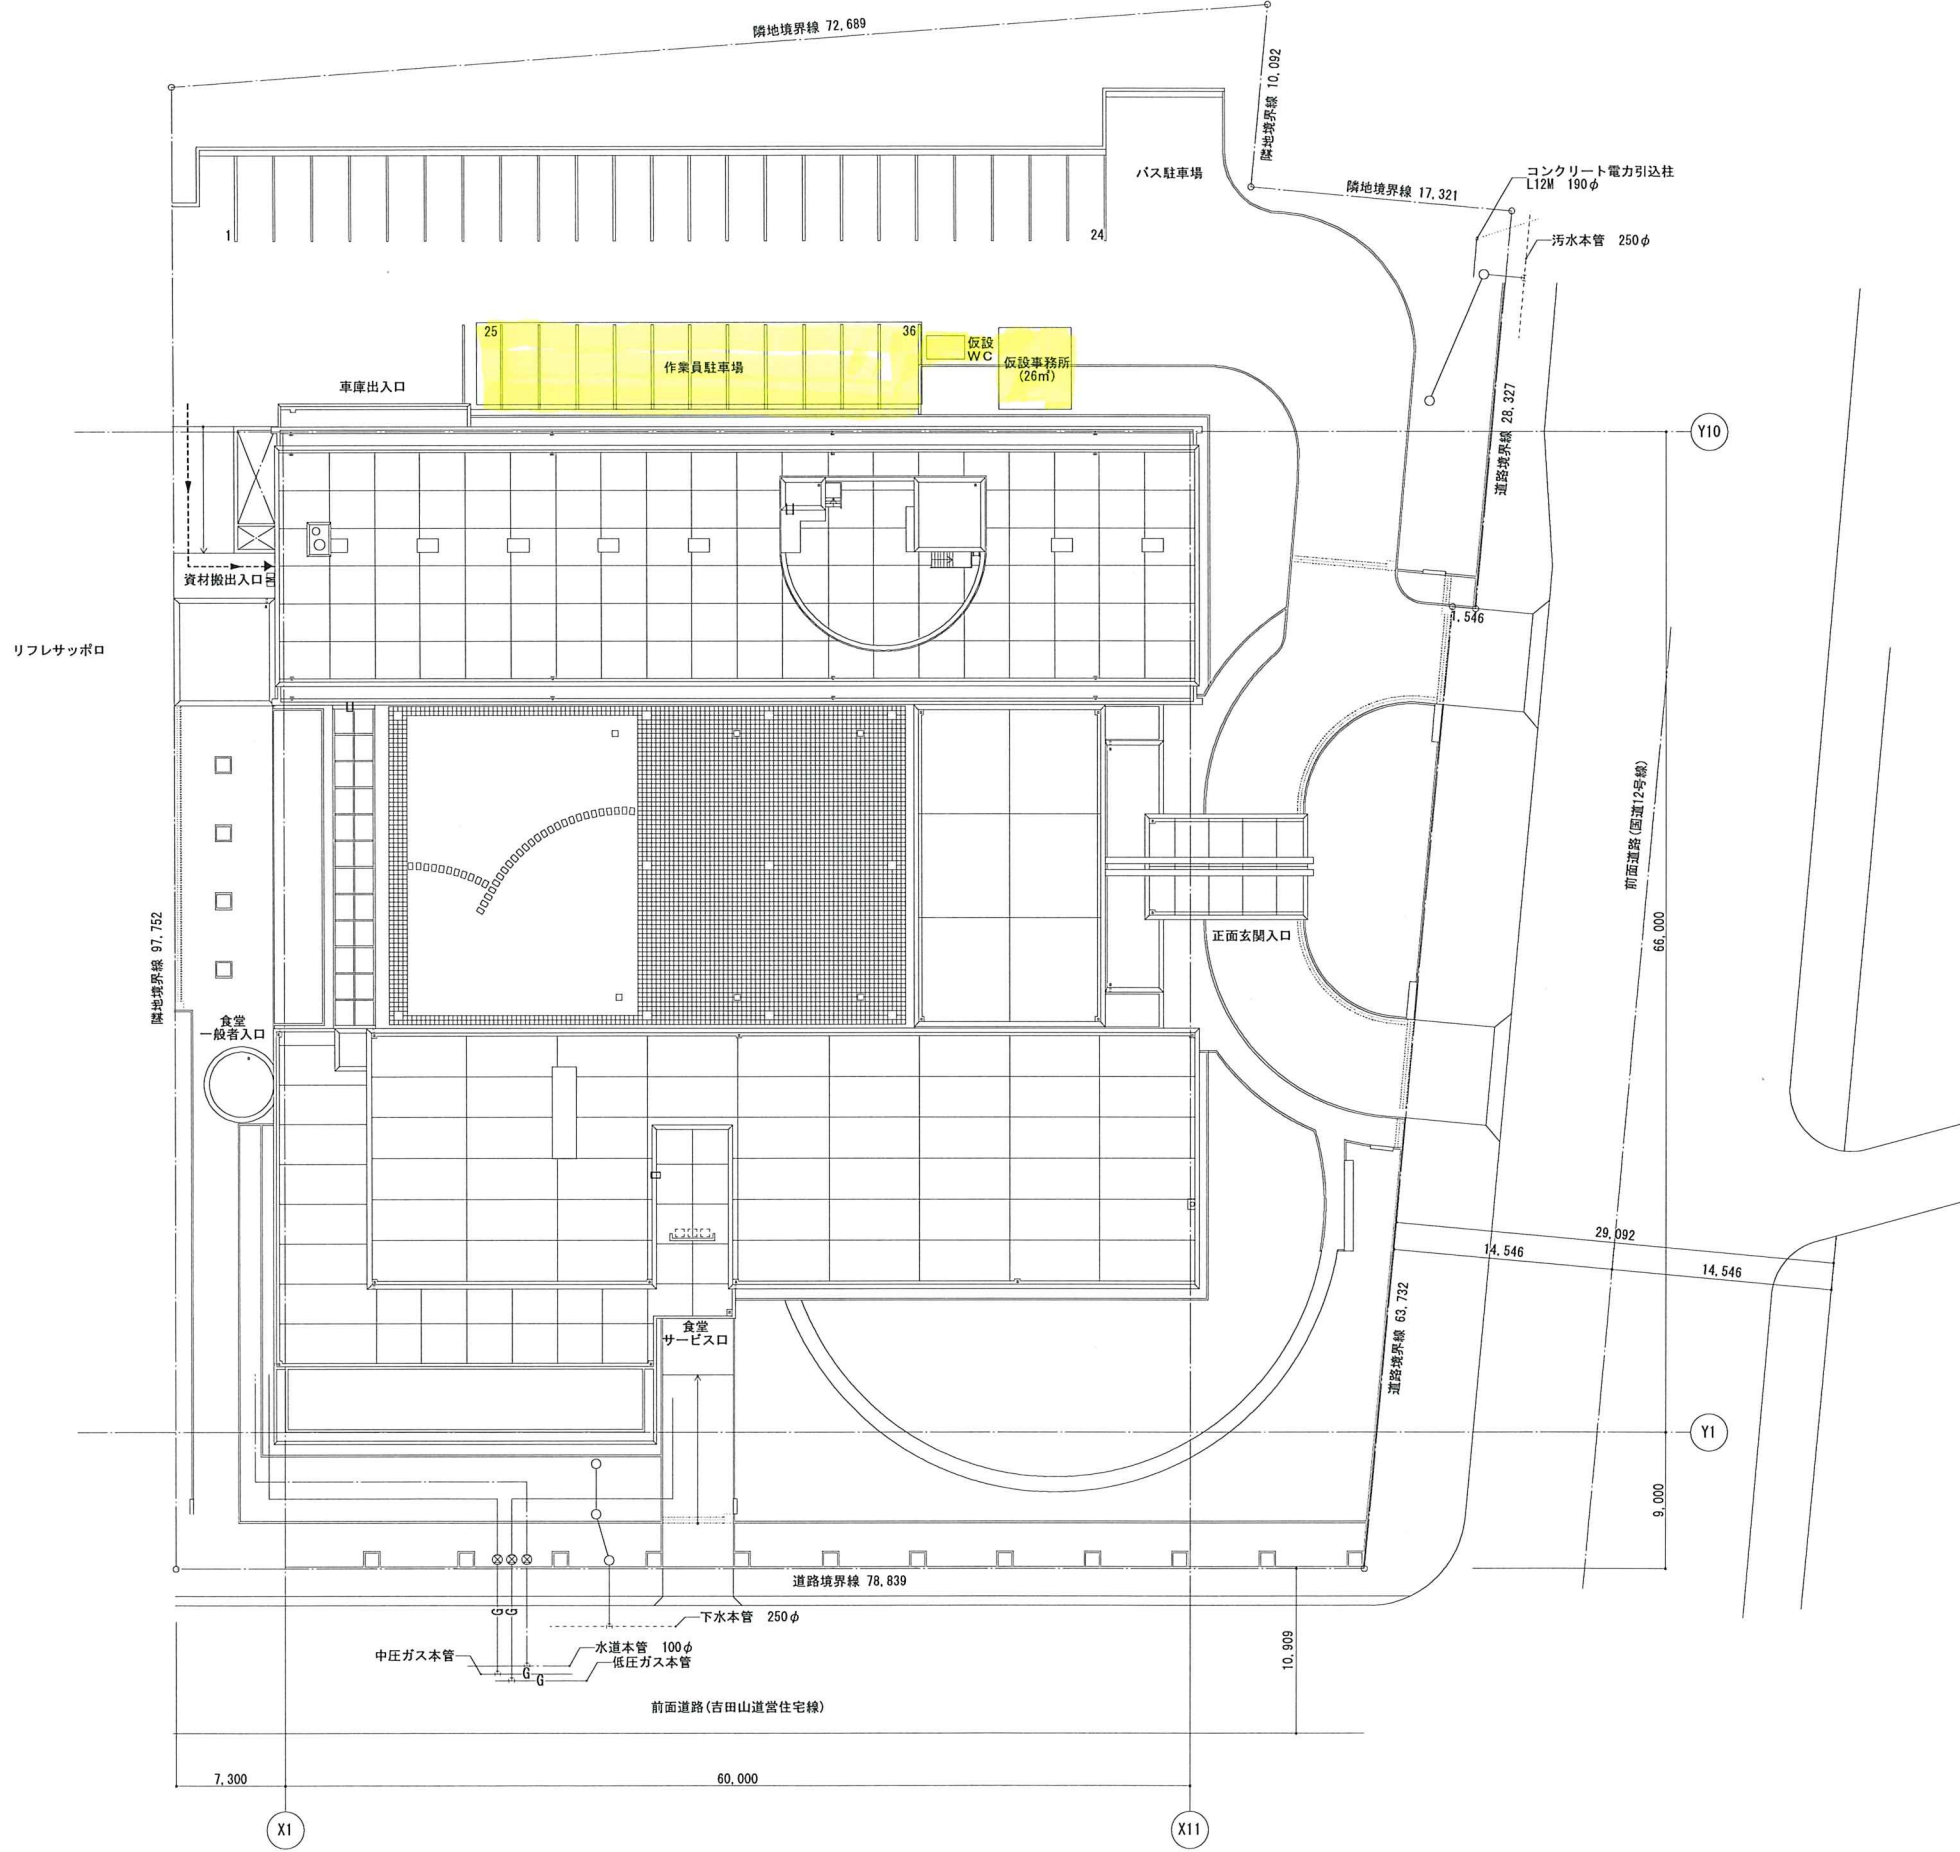 隣地境界線 72,689
隣地境界線 10,092
バス駐車場
隣地境界線 17,321
コンクリート電力引込柱
L12M 190φ
汚水本管 250φ
1
24
25
36
作業員駐車場
仮設
WC
仮設事務所
(26㎡)
車庫出入口
道路境界線 28,327
Y10
資材搬出入口
1,546
リフレサッポロ
前面道路(国道12号線)
66,000
正面玄関入口
隣地境界線 97,752
食堂
一般者入口
29,092
14,546
14,546
道路境界線 63,732
食堂
サービス口
Y1
9,000
道路境界線 78,839
G G
下水本管 250φ
水道本管 100φ
中圧ガス本管
低圧ガス本管
G
G
10,909
前面道路(吉田山道営住宅線)
7,300
60,000
X1
X11